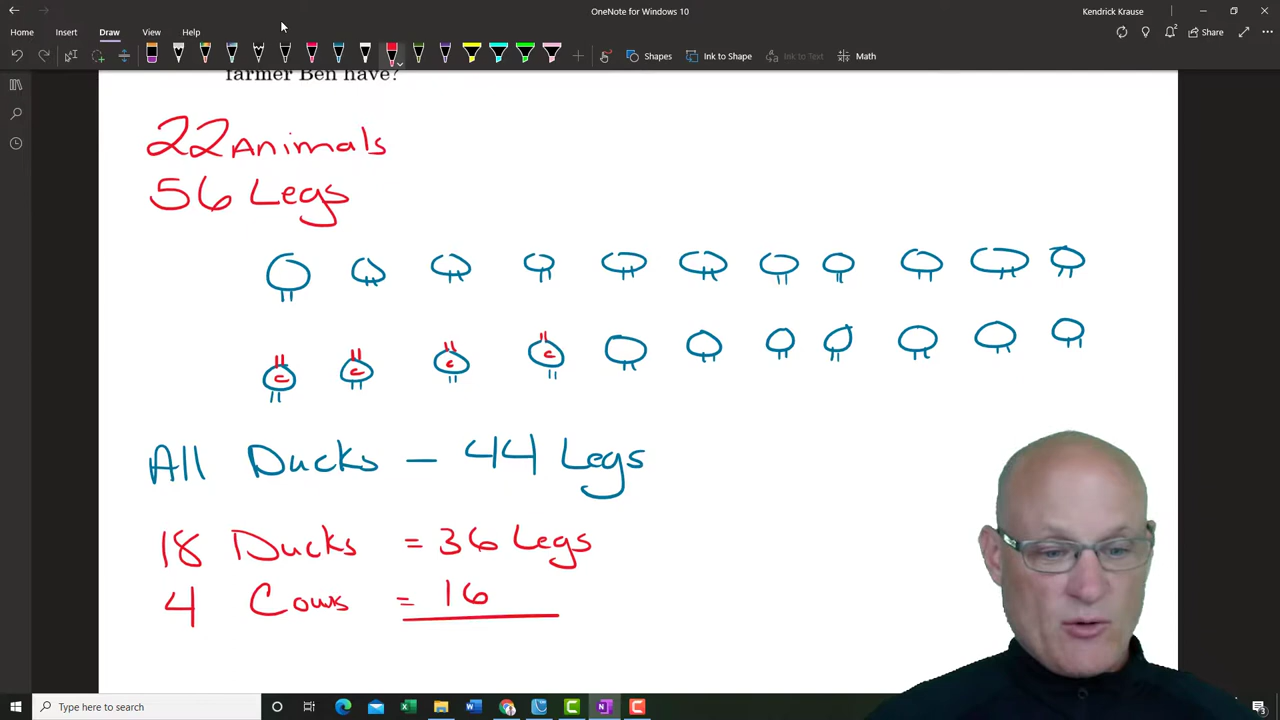 OneNote for Windows 10
Kendrick Krause
Home Insert Draw View Help
Share
Shapes
Ink to Shape
Ink to Text
Math
farmer Ben have?
22 Animals
56 Legs
C C C C
All Ducks - 44 Legs
18 Ducks = 36 Legs
4 Cows = 16
Type here to search